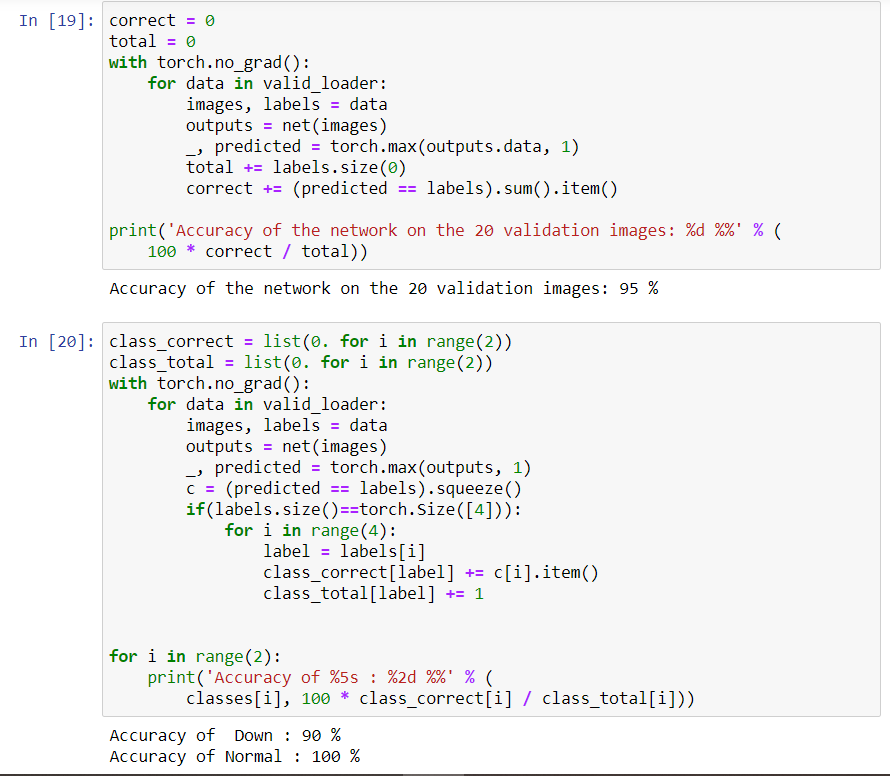 In [19]: correct = 0
total = 0
with torch.no_grad():
    for data in valid_loader:
        images, labels = data
        outputs = net(images)
        _, predicted = torch.max(outputs.data, 1)
        total += labels.size(0)
        correct += (predicted == labels).sum().item()
print('Accuracy of the network on the 20 validation images: %d %%' % (
    100 * correct / total))
Accuracy of the network on the 20 validation images: 95 %
In [20]: class_correct = list(0. for i in range(2))
class_total = list(0. for i in range(2))
with torch.no_grad():
    for data in valid_loader:
        images, labels = data
        outputs = net(images)
        _, predicted = torch.max(outputs, 1)
        c = (predicted == labels).squeeze()
        if(labels.size()==torch.Size([4])):
            for i in range(4):
                label = labels[i]
                class_correct[label] += c[i].item()
                class_total[label] += 1
for i in range(2):
    print('Accuracy of %5s : %2d %%' % (
        classes[i], 100 * class_correct[i] / class_total[i]))
Accuracy of  Down : 90 %
Accuracy of Normal : 100 %